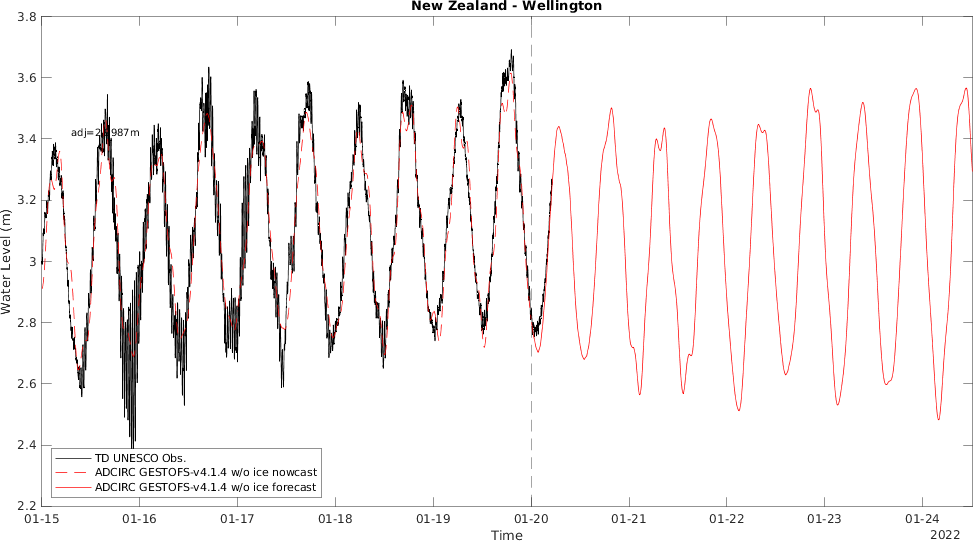 New Zealand - Wellington
3.8
3.6
3.4
3.2
3
2.8
2.6
2.4
2.2
Water Level (m)
TD UNESCO Obs.
ADCIRC GESTOFS-v4.1.4 w/o ice nowcast
ADCIRC GESTOFS-v4.1.4 w/o ice forecast
01-15 01-16 01-17 01-18 01-19 01-20 01-21 01-22 01-23 01-24
Time
2022